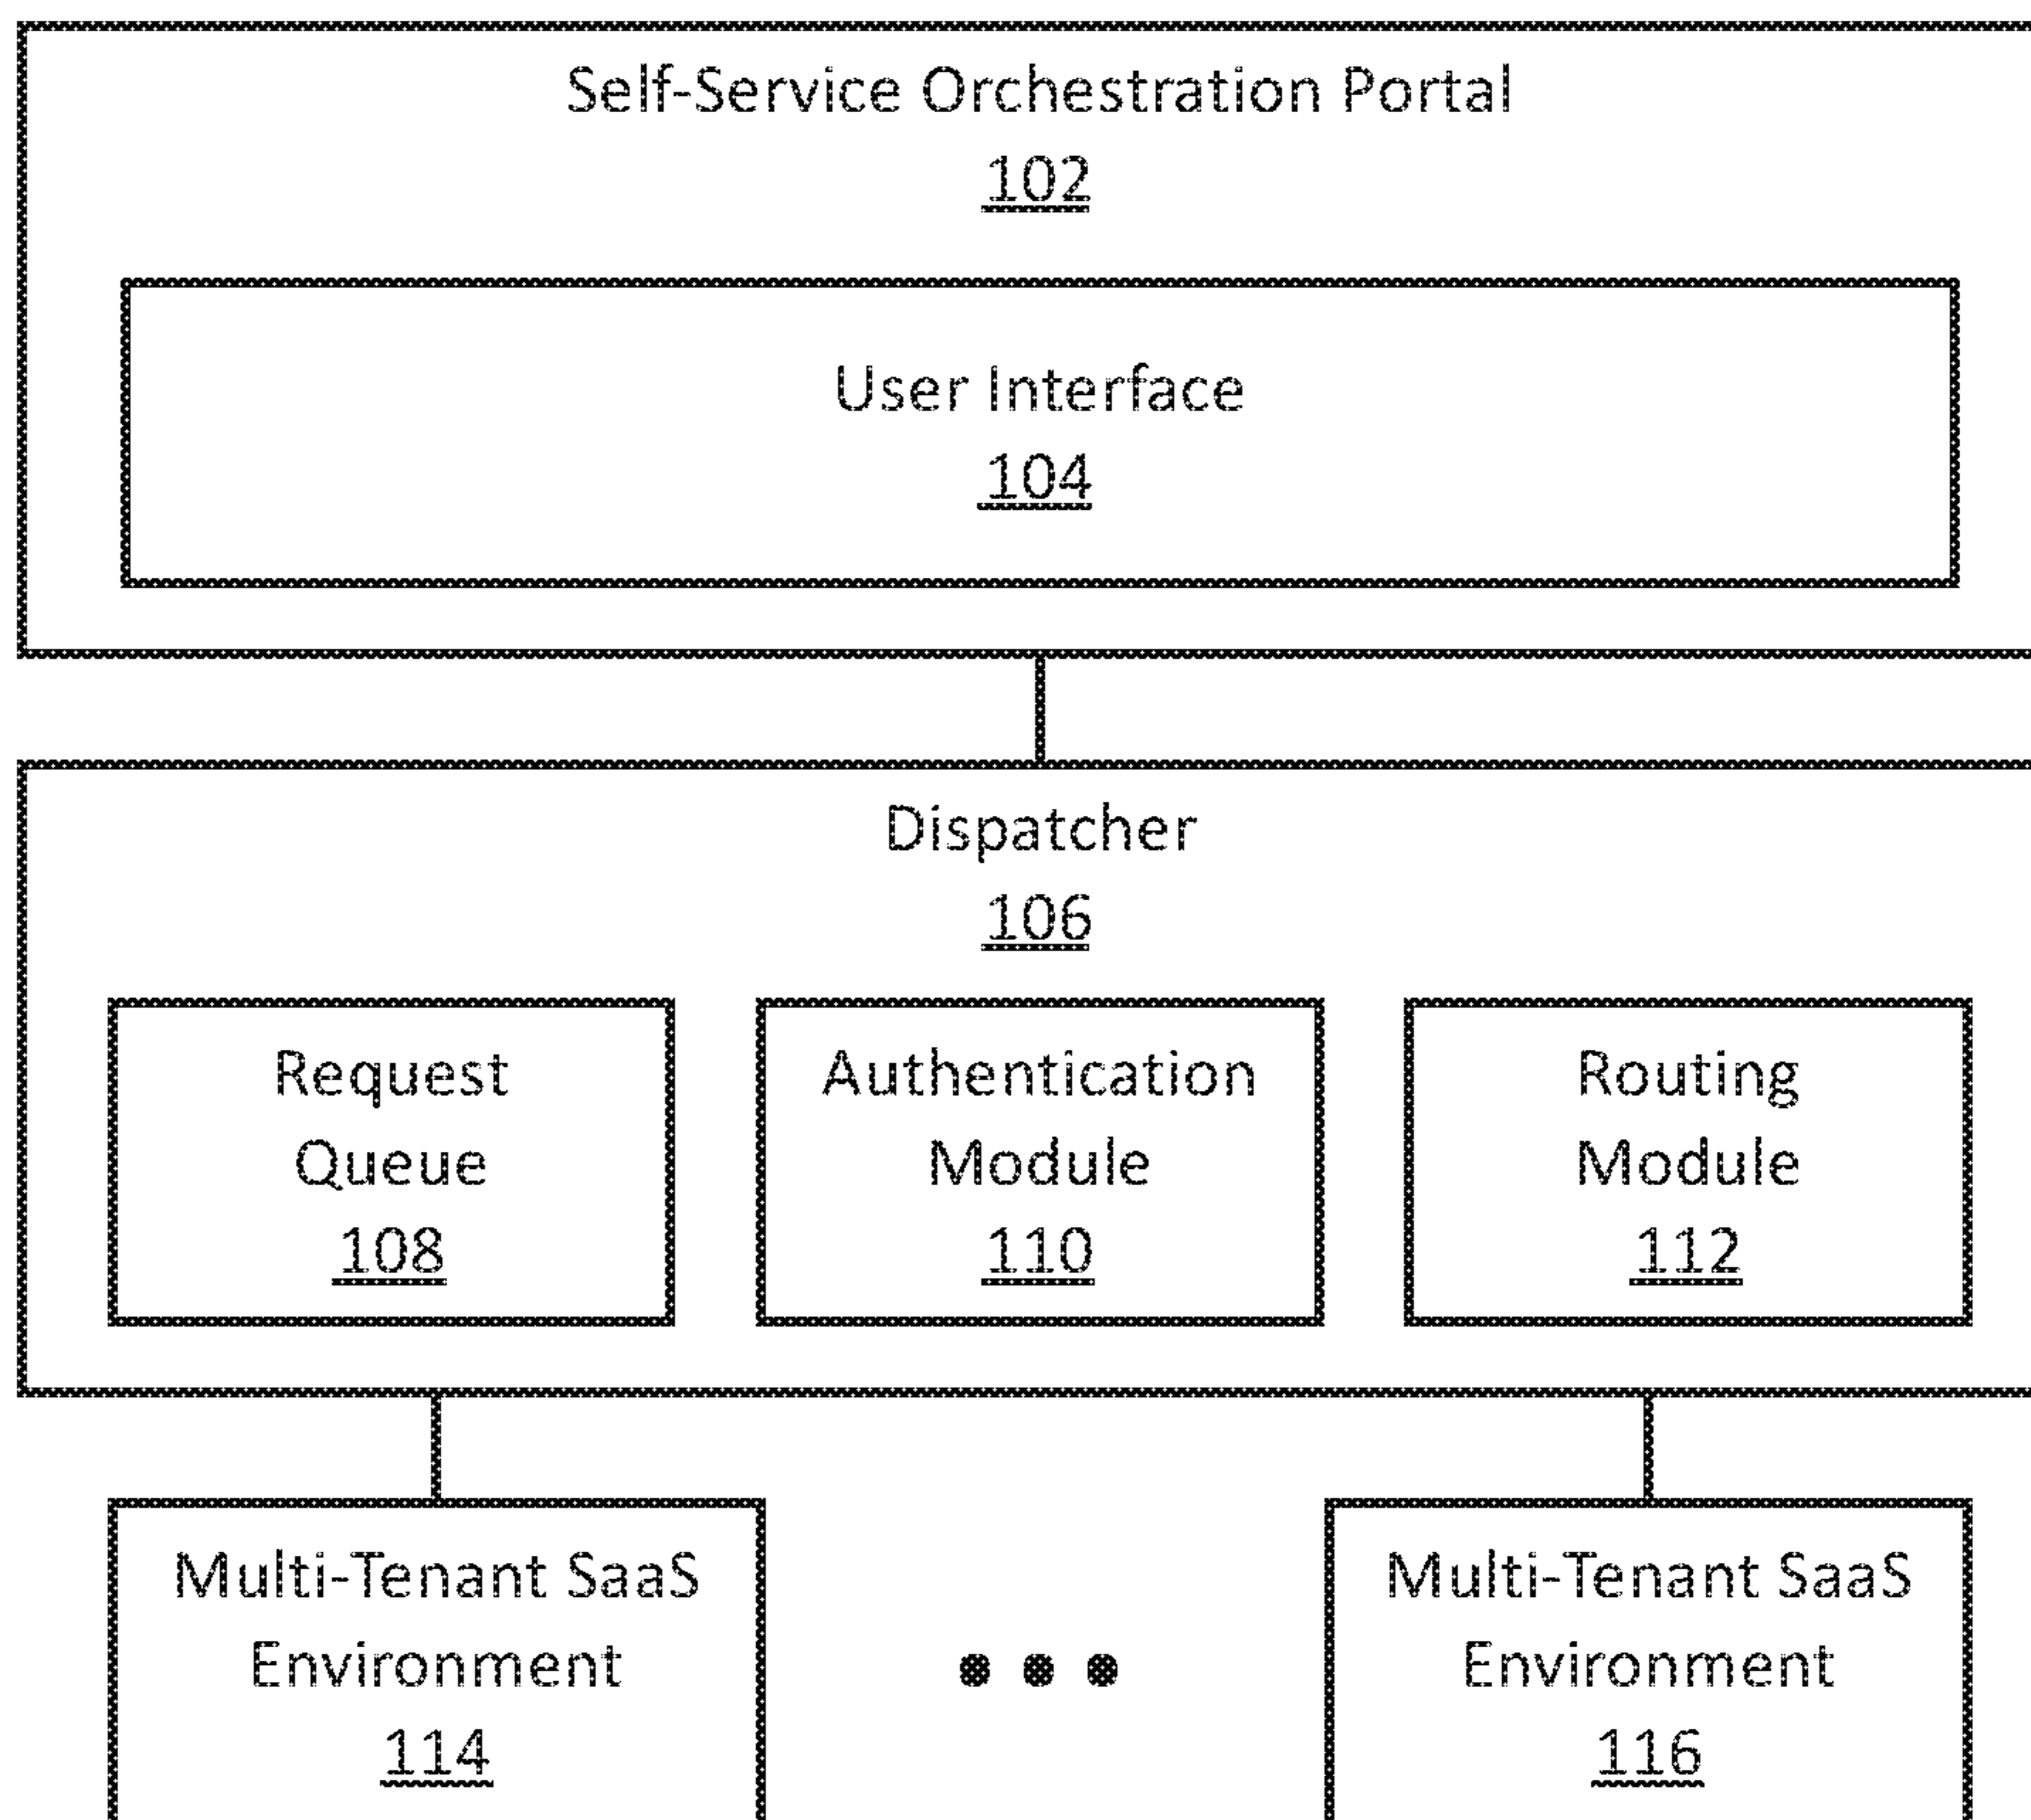 Self-Service Orchestration Portal
102
User Interface
104
Dispatcher
106
Request
Queue
108
Authentication
Module
110
Routing
Module
112
Multi-Tenant SaaS
Environment
114
Multi-Tenant SaaS
Environment
116